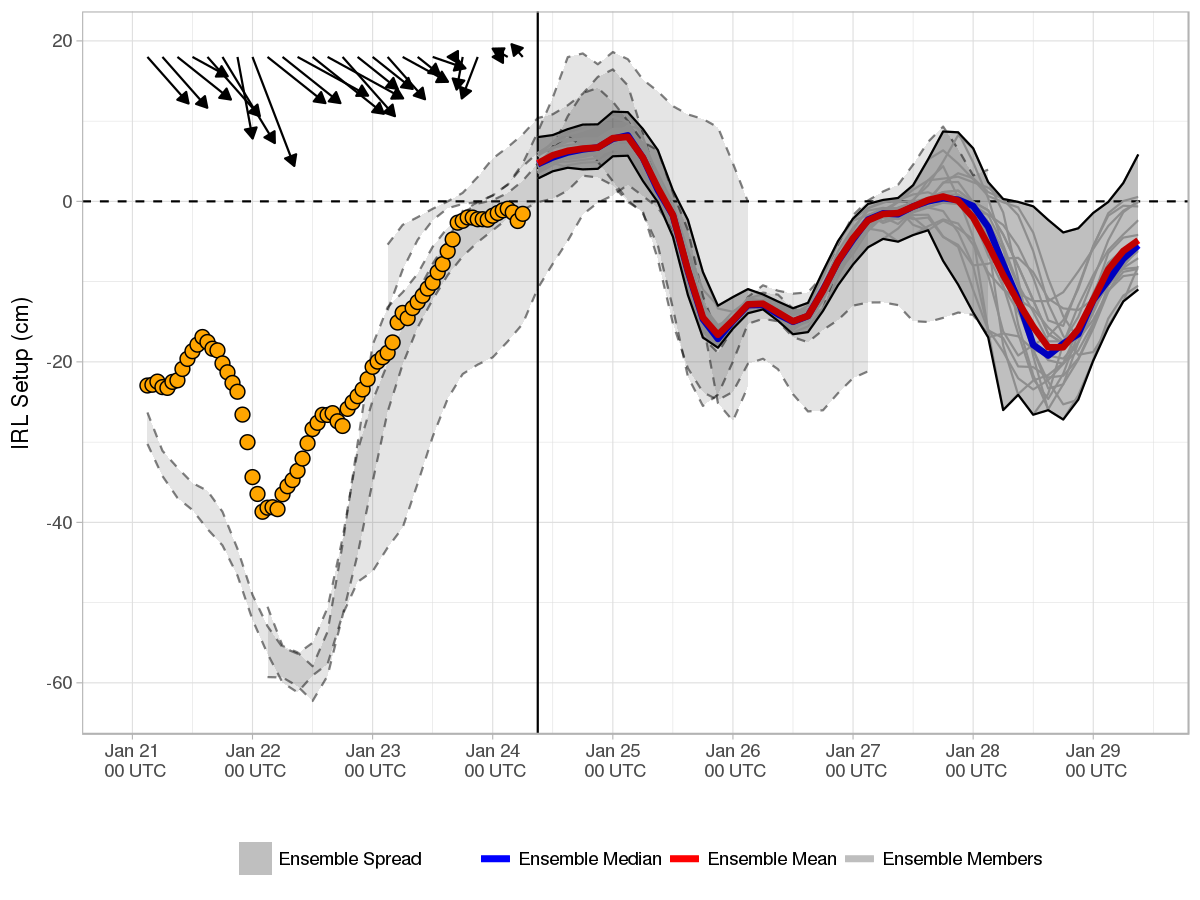 IRL Setup (cm)
20
0
-20
-40
-60
Jan 21 Jan 22 Jan 23 Jan 24 Jan 25 Jan 26 Jan 27 Jan 28 Jan 29
00 UTC 00 UTC 00 UTC 00 UTC 00 UTC 00 UTC 00 UTC 00 UTC 00 UTC
Ensemble Spread Ensemble Median Ensemble Mean Ensemble Members